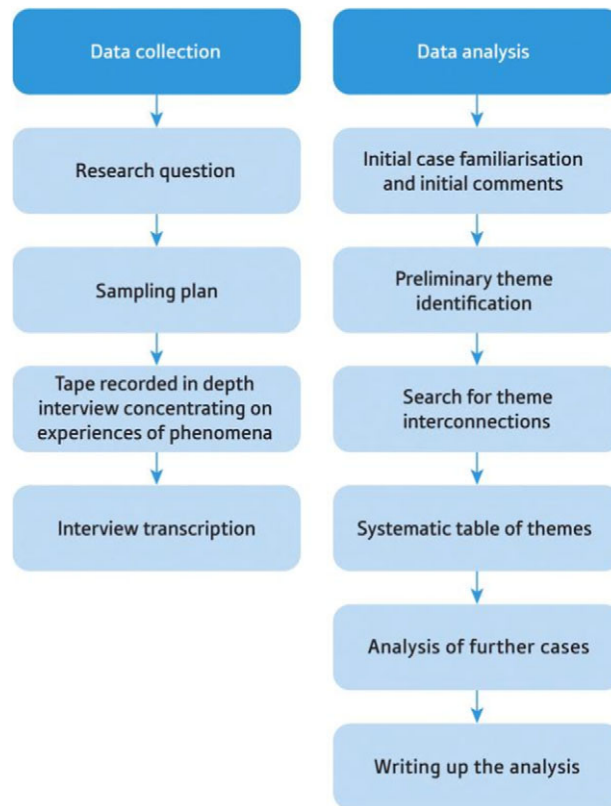 Data collection
Research question
Sampling plan
Tape recorded in depth
interview concentrating on
experiences of phenomena
Interview transcription
Data analysis
Initial case familiarisation
and initial comments
Preliminary theme
identification
Search for theme
interconnections
Systematic table of themes
Analysis of further cases
Writing up the analysis